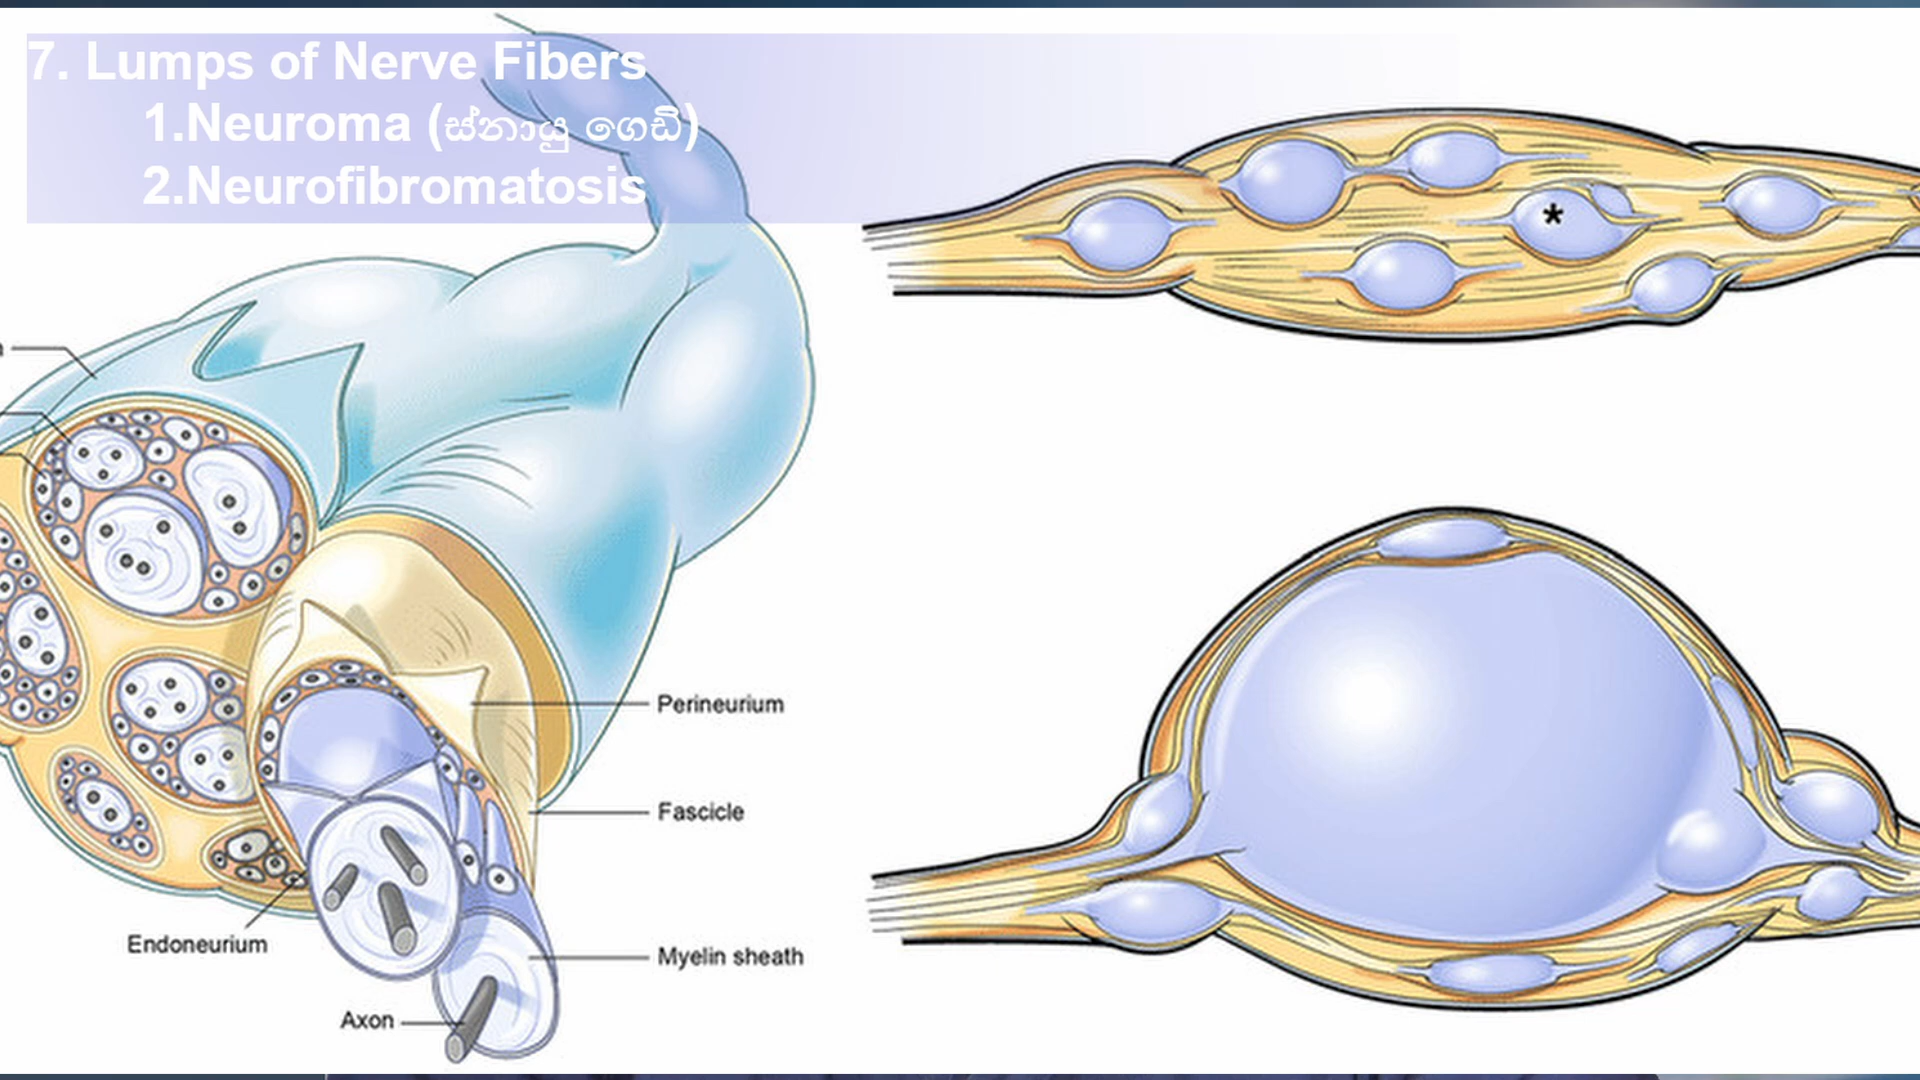 7. Lumps of Nerve Fibers
1.Neuroma (ස්නායු ගෙඩි)
2.Neurofibromatosis
Perineurium
Fascicle
Endoneurium
Myelin sheath
Axon
*